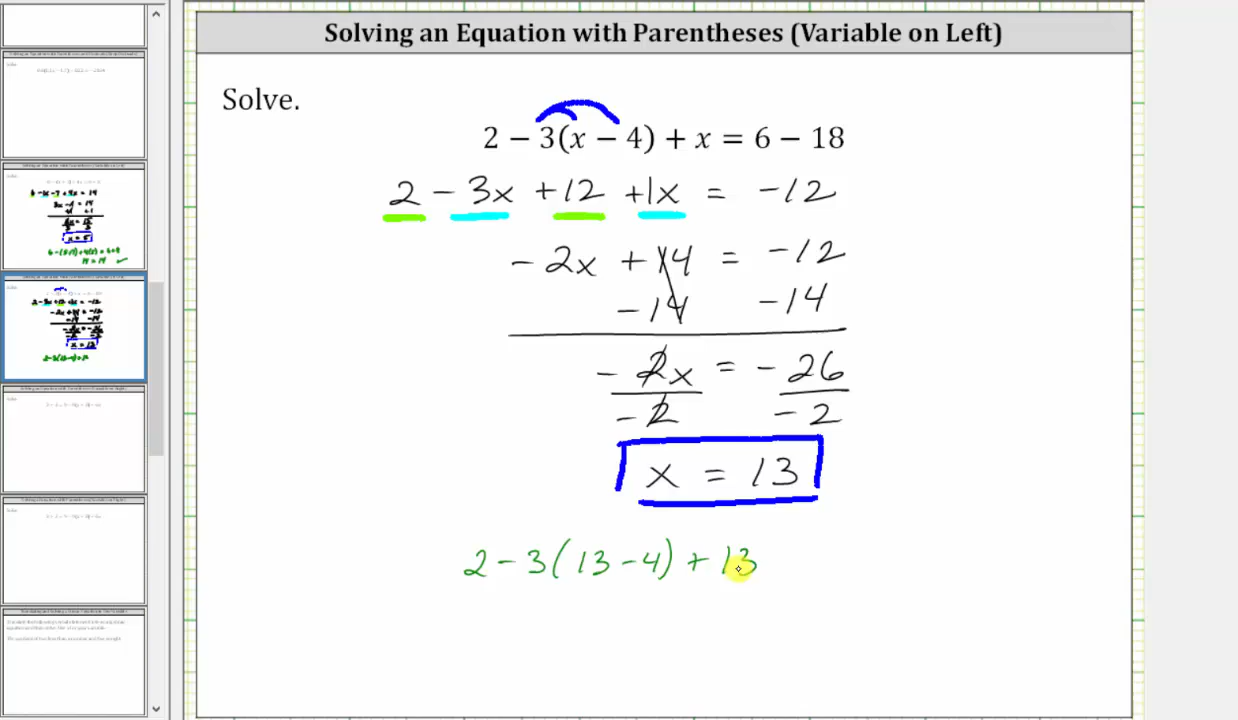 Solving an Equation with Parentheses (Variable on Left)
Solve.
2 − 3(x − 4) + x = 6 − 18
2 − 3x + 12 + 1x = −12
− 2x + 14 = −12
− 14 − 14
− 2x = − 26
− 2 − 2
x = 13
2 − 3 ( 13 − 4) + 13